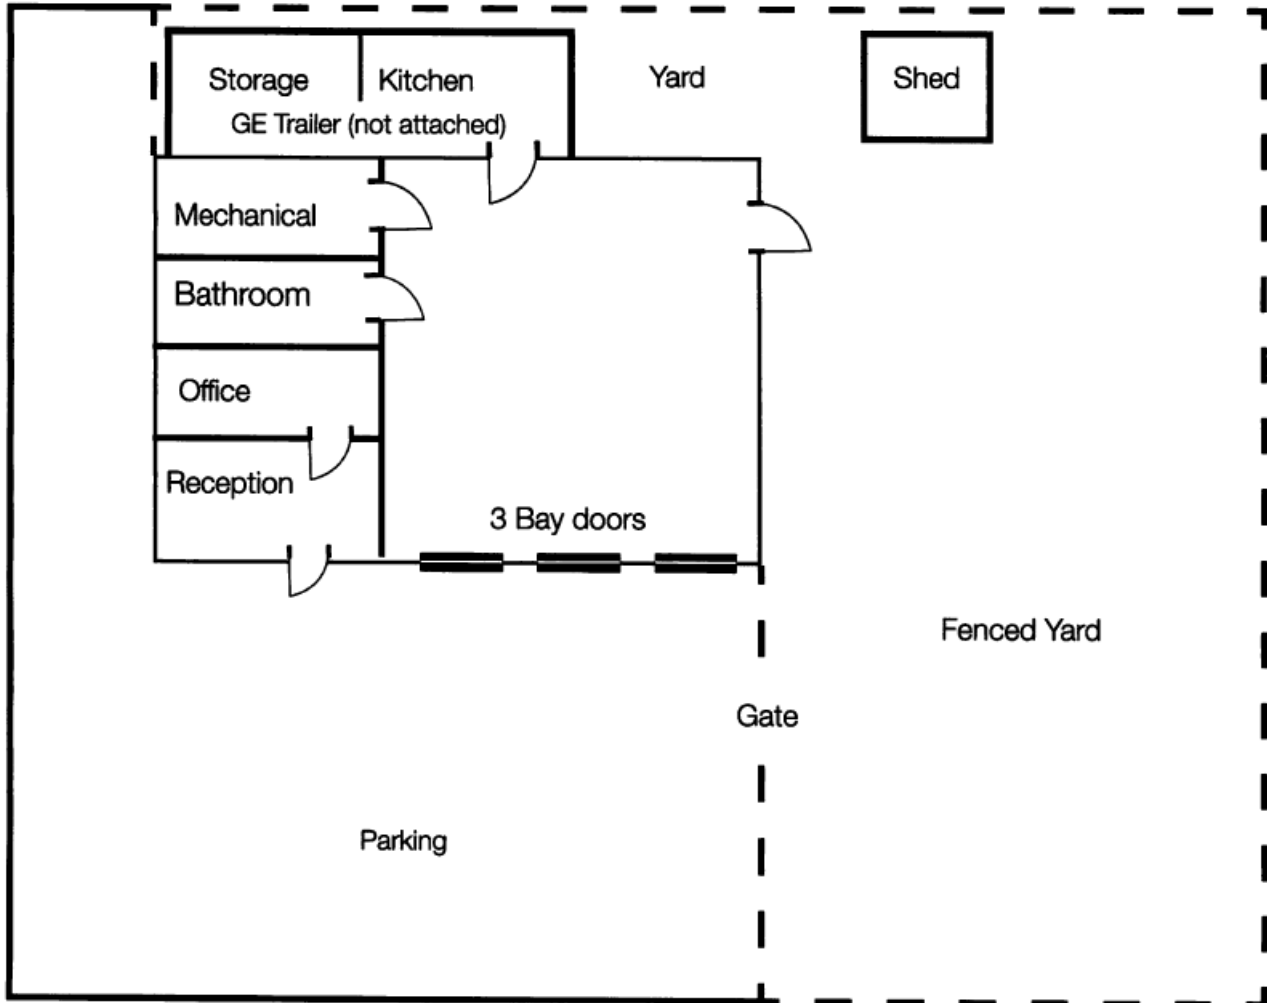 Storage
Kitchen
Yard
Shed
GE Trailer (not attached)
Mechanical
Bathroom
Office
Reception
3 Bay doors
Fenced Yard
Gate
Parking